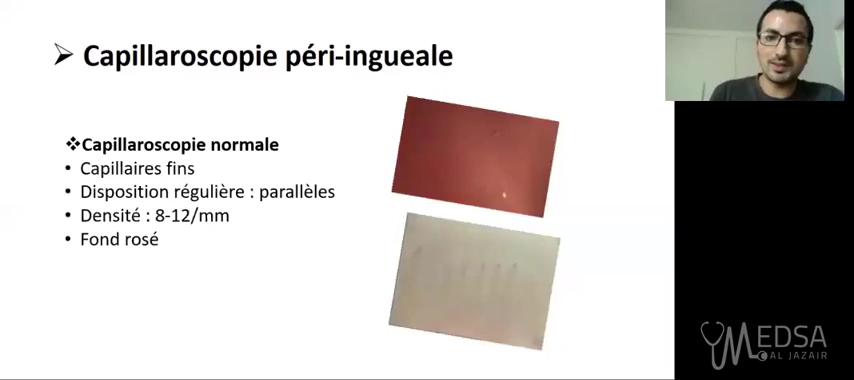 Capillaroscopie péri-ingueale
Capillaroscopie normale
Capillaires fins
Disposition régulière : parallèles
Densité : 8-12/mm
Fond rosé
MEDSA
AL JAZAIR